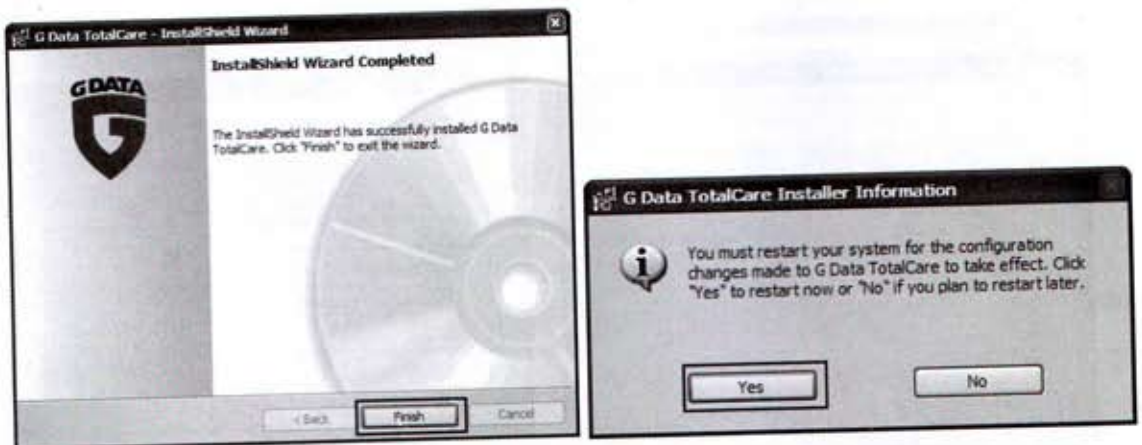 G Data TotalCare - InstallShield Wizard
GDATA
InstallShield Wizard Completed
The InstallShield Wizard has successfully installed G Data
TotalCare. Click "Finish" to exit the wizard.
< Back
Finish
Cancel
G Data TotalCare Installer Information
You must restart your system for the configuration
changes made to G Data TotalCare to take effect. Click
"Yes" to restart now or "No" if you plan to restart later.
Yes
No